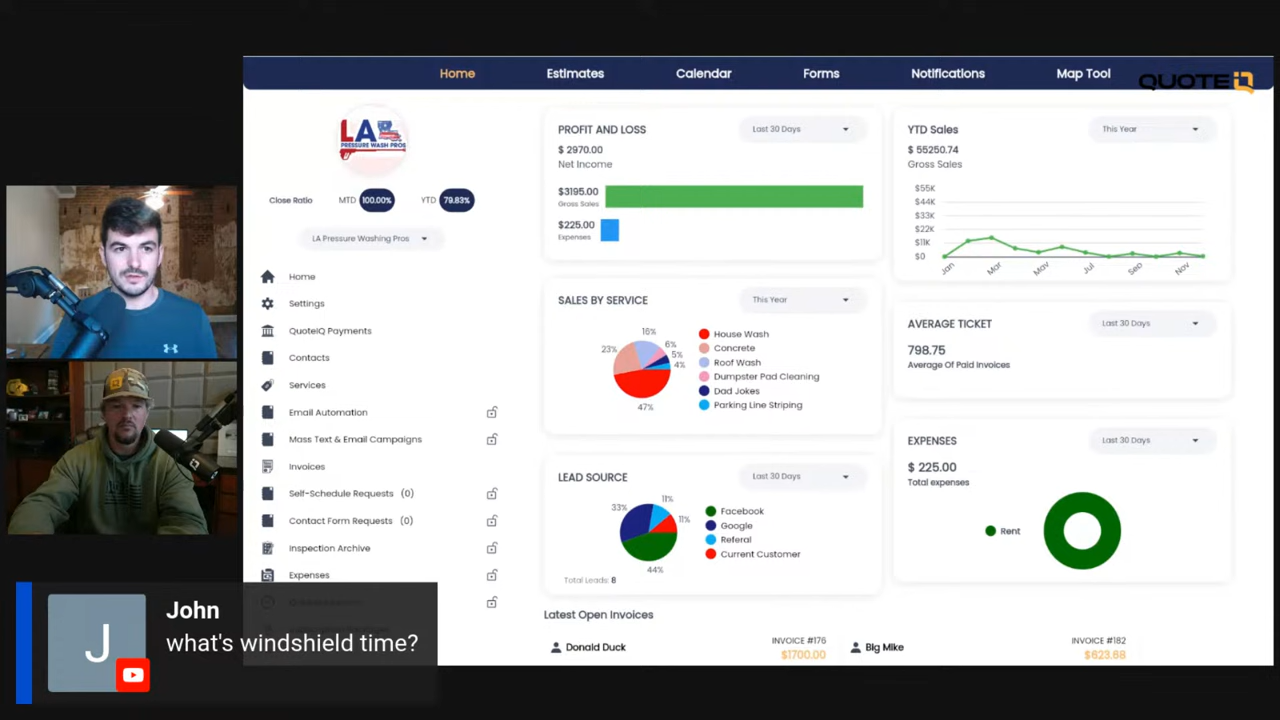 Home
Estimates
Calendar
Forms
Notifications
Map Tool
QUOTEIQ
LA
PRESSURE WASH PROS
Close Ratio
MTD
100.00%
YTD
79.83%
LA Pressure Washing Pros
Home
Settings
QuoteIQ Payments
Contacts
Services
Email Automation
Mass Text & Email Campaigns
Invoices
Self-Schedule Requests (0)
Contact Form Requests (0)
Inspection Archive
Expenses
PROFIT AND LOSS
Last 30 Days
$ 2970.00
Net Income
$3195.00
Gross Sales
$225.00
Expenses
YTD Sales
This Year
$ 55250.74
Gross Sales
$55K
$44K
$33K
$22K
$11K
$0
Jan
Mar
May
Jul
Sep
Nov
SALES BY SERVICE
This Year
16%
6%
5%
4%
23%
47%
House Wash
Concrete
Roof Wash
Dumpster Pad Cleaning
Dad Jokes
Parking Line Striping
AVERAGE TICKET
Last 30 Days
798.75
Average Of Paid Invoices
LEAD SOURCE
Last 30 Days
33%
11%
11%
44%
Facebook
Google
Referal
Current Customer
Total Leads: 8
EXPENSES
Last 30 Days
$ 225.00
Total expenses
Rent
Latest Open Invoices
Donald Duck
INVOICE #176
$1700.00
Big Mike
INVOICE #182
$623.68
J
John
what's windshield time?